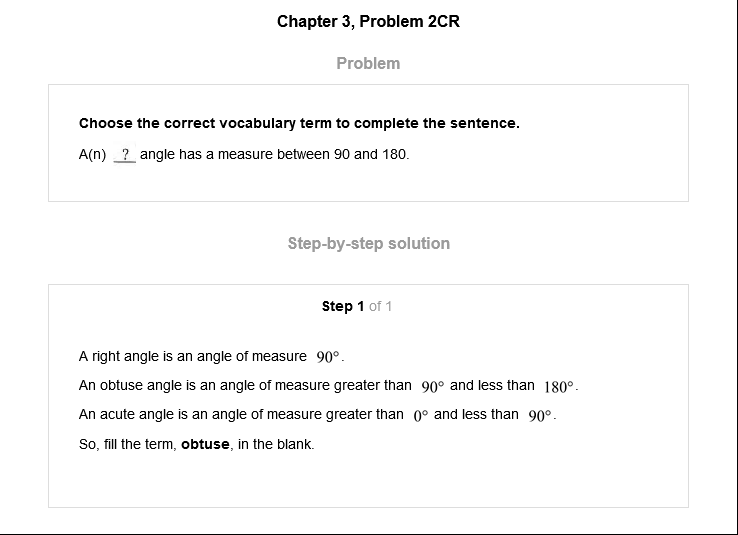 Chapter 3, Problem 2CR
Problem
Choose the correct vocabulary term to complete the sentence.
A(n) ? angle has a measure between 90 and 180.
Step-by-step solution
Step 1 of 1
A right angle is an angle of measure 90°.
An obtuse angle is an angle of measure greater than 90° and less than 180°.
An acute angle is an angle of measure greater than 0° and less than 90°.
So, fill the term, obtuse, in the blank.